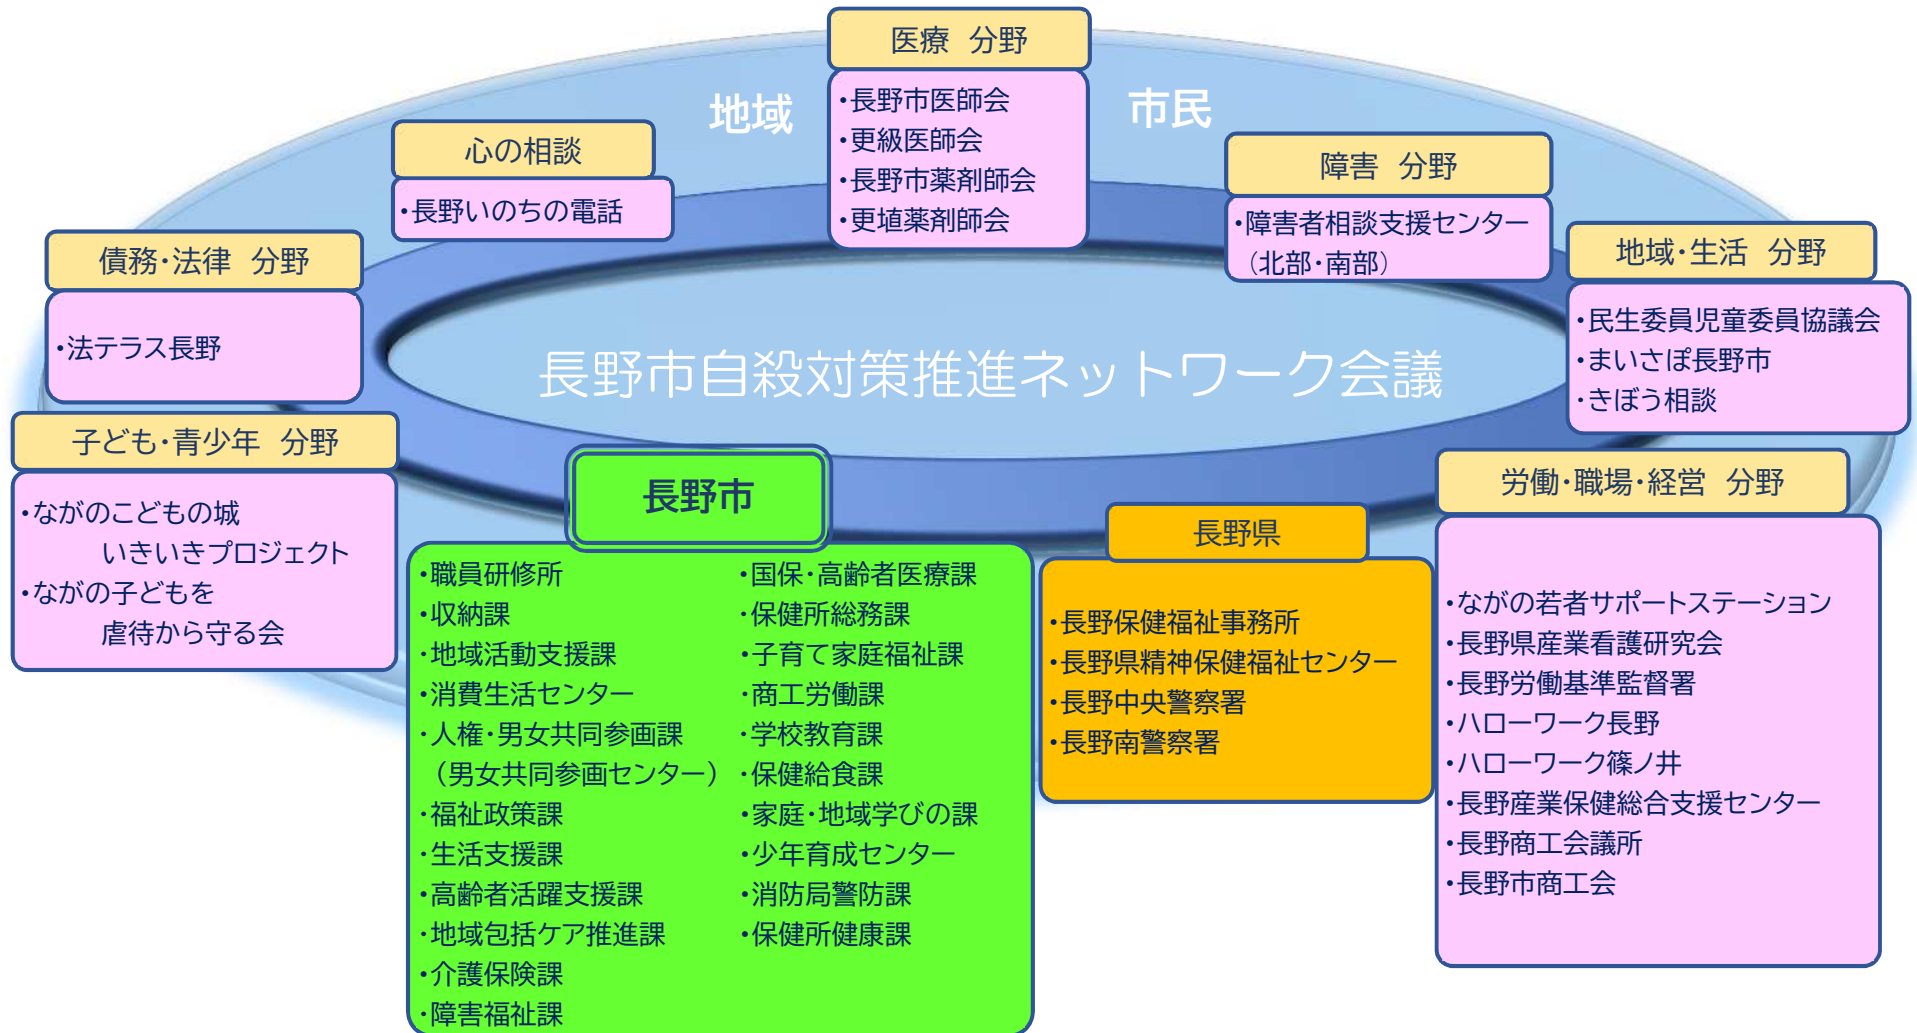 医療 分野
・長野市医師会
・更級医師会
・長野市薬剤師会
・更埴薬剤師会
地域
市民
心の相談
・長野いのちの電話
障害 分野
・障害者相談支援センター
（北部・南部）
債務・法律 分野
・法テラス長野
地域・生活 分野
・民生委員児童委員協議会
・まいさぽ長野市
・きぼう相談
長野市自殺対策推進ネットワーク会議
子ども・青少年 分野
・ながのこどもの城
いきいきプロジェクト
・ながの子どもを
虐待から守る会
長野市
・職員研修所
・収納課
・地域活動支援課
・消費生活センター
・人権・男女共同参画課
（男女共同参画センター）
・福祉政策課
・生活支援課
・高齢者活躍支援課
・地域包括ケア推進課
・介護保険課
・障害福祉課
・国保・高齢者医療課
・保健所総務課
・子育て家庭福祉課
・商工労働課
・学校教育課
・保健給食課
・家庭・地域学びの課
・少年育成センター
・消防局警防課
・保健所健康課
長野県
・長野保健福祉事務所
・長野県精神保健福祉センター
・長野中央警察署
・長野南警察署
労働・職場・経営 分野
・ながの若者サポートステーション
・長野県産業看護研究会
・長野労働基準監督署
・ハローワーク長野
・ハローワーク篠ノ井
・長野産業保健総合支援センター
・長野商工会議所
・長野市商工会